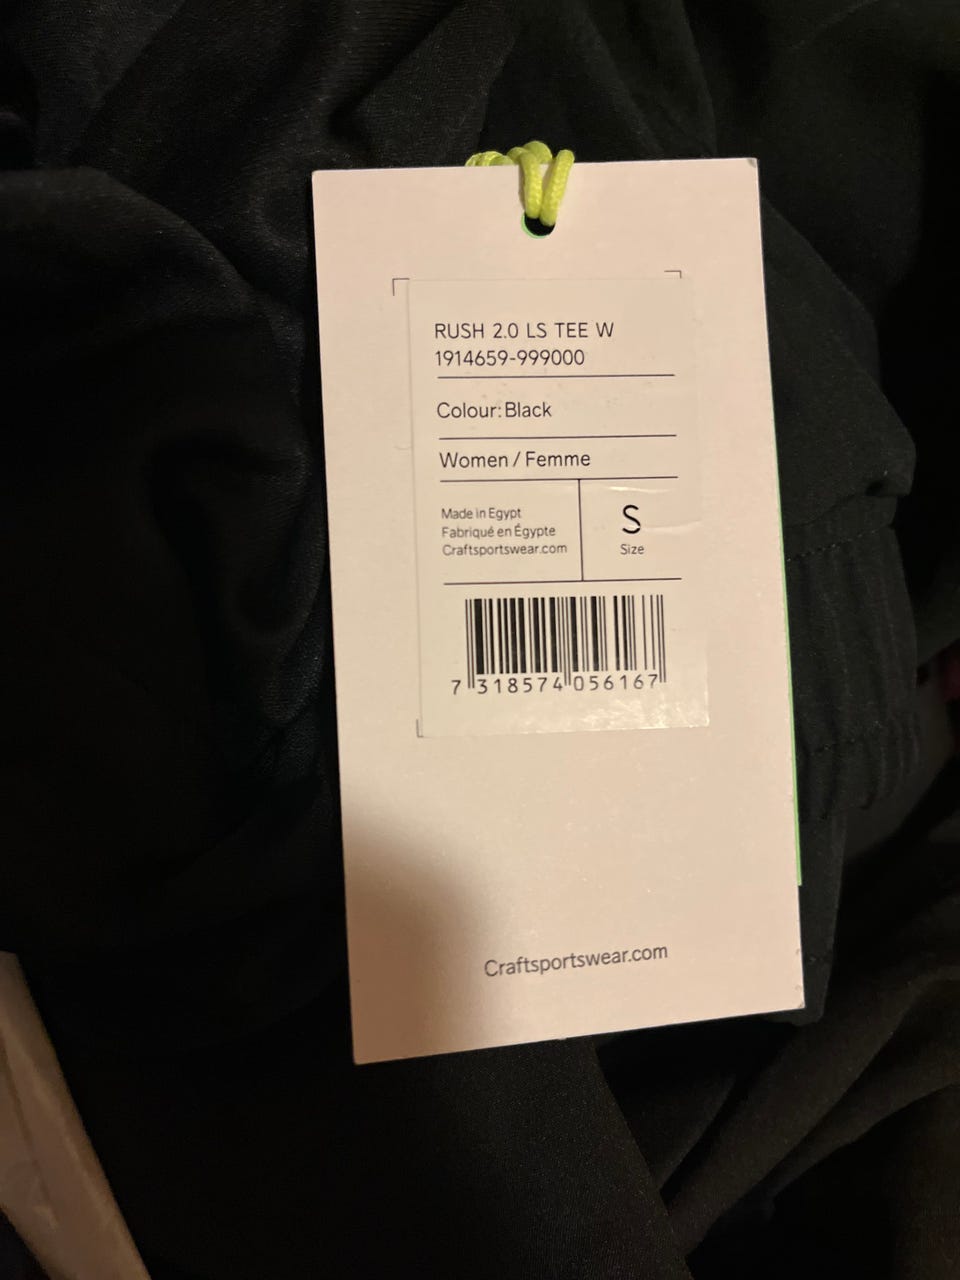 RUSH 2.0 LS TEE W
1914659-999000
Colour: Black
Women / Femme
Made in Egypt
Fabriqué en Égypte
Craftsportswear.com
S
Size
7 318574 056167
Craftsportswear.com